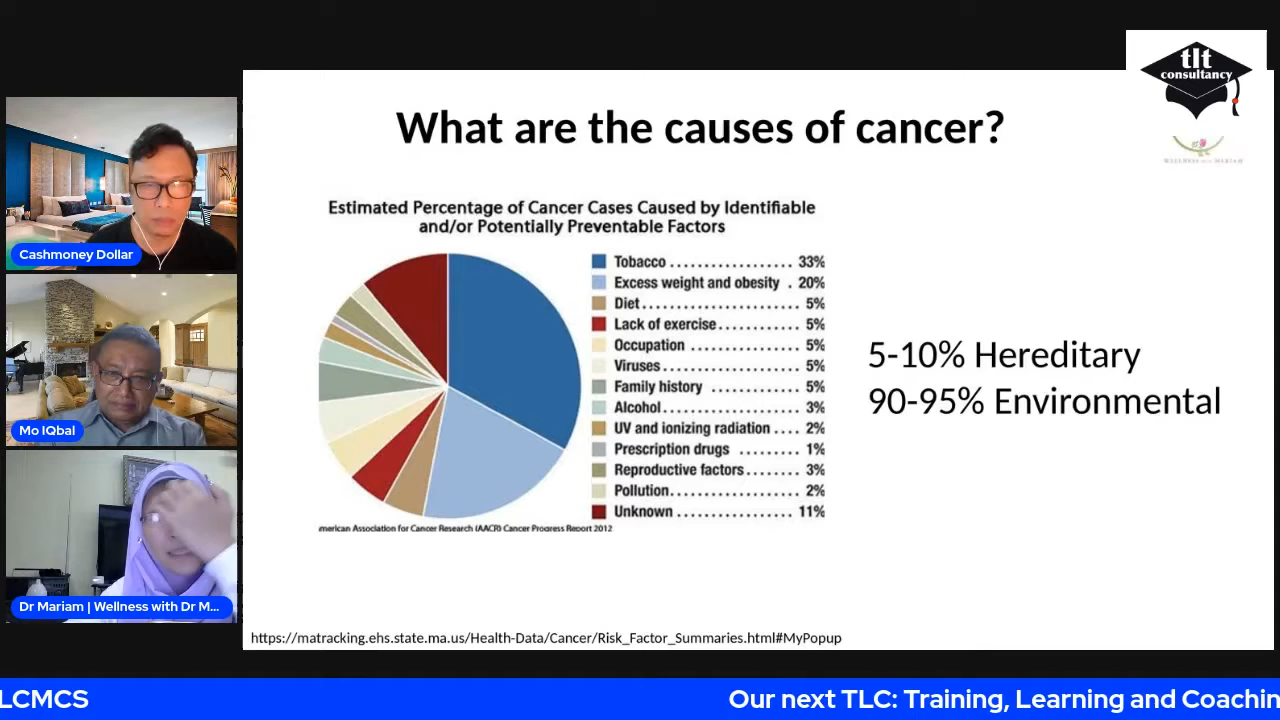 tlt
consultancy
WELLNESS WITH MARIAM
What are the causes of cancer?
Estimated Percentage of Cancer Cases Caused by Identifiable
and/or Potentially Preventable Factors
Tobacco .................. 33%
Excess weight and obesity . 20%
Diet ...................... 5%
Lack of exercise ............ 5%
Occupation ............... 5%
Viruses ................... 5%
Family history ............ 5%
Alcohol ................... 3%
UV and ionizing radiation .... 2%
Prescription drugs ......... 1%
Reproductive factors ....... 3%
Pollution .................. 2%
Unknown ................. 11%
merican Association for Cancer Research (AACR) Cancer Progress Report 2012
5-10% Hereditary
90-95% Environmental
https://matracking.ehs.state.ma.us/Health-Data/Cancer/Risk_Factor_Summaries.html#MyPopup
Cashmoney Dollar
Mo IQbal
Dr Mariam | Wellness with Dr M...
LCMCS
Our next TLC: Training, Learning and Coachin